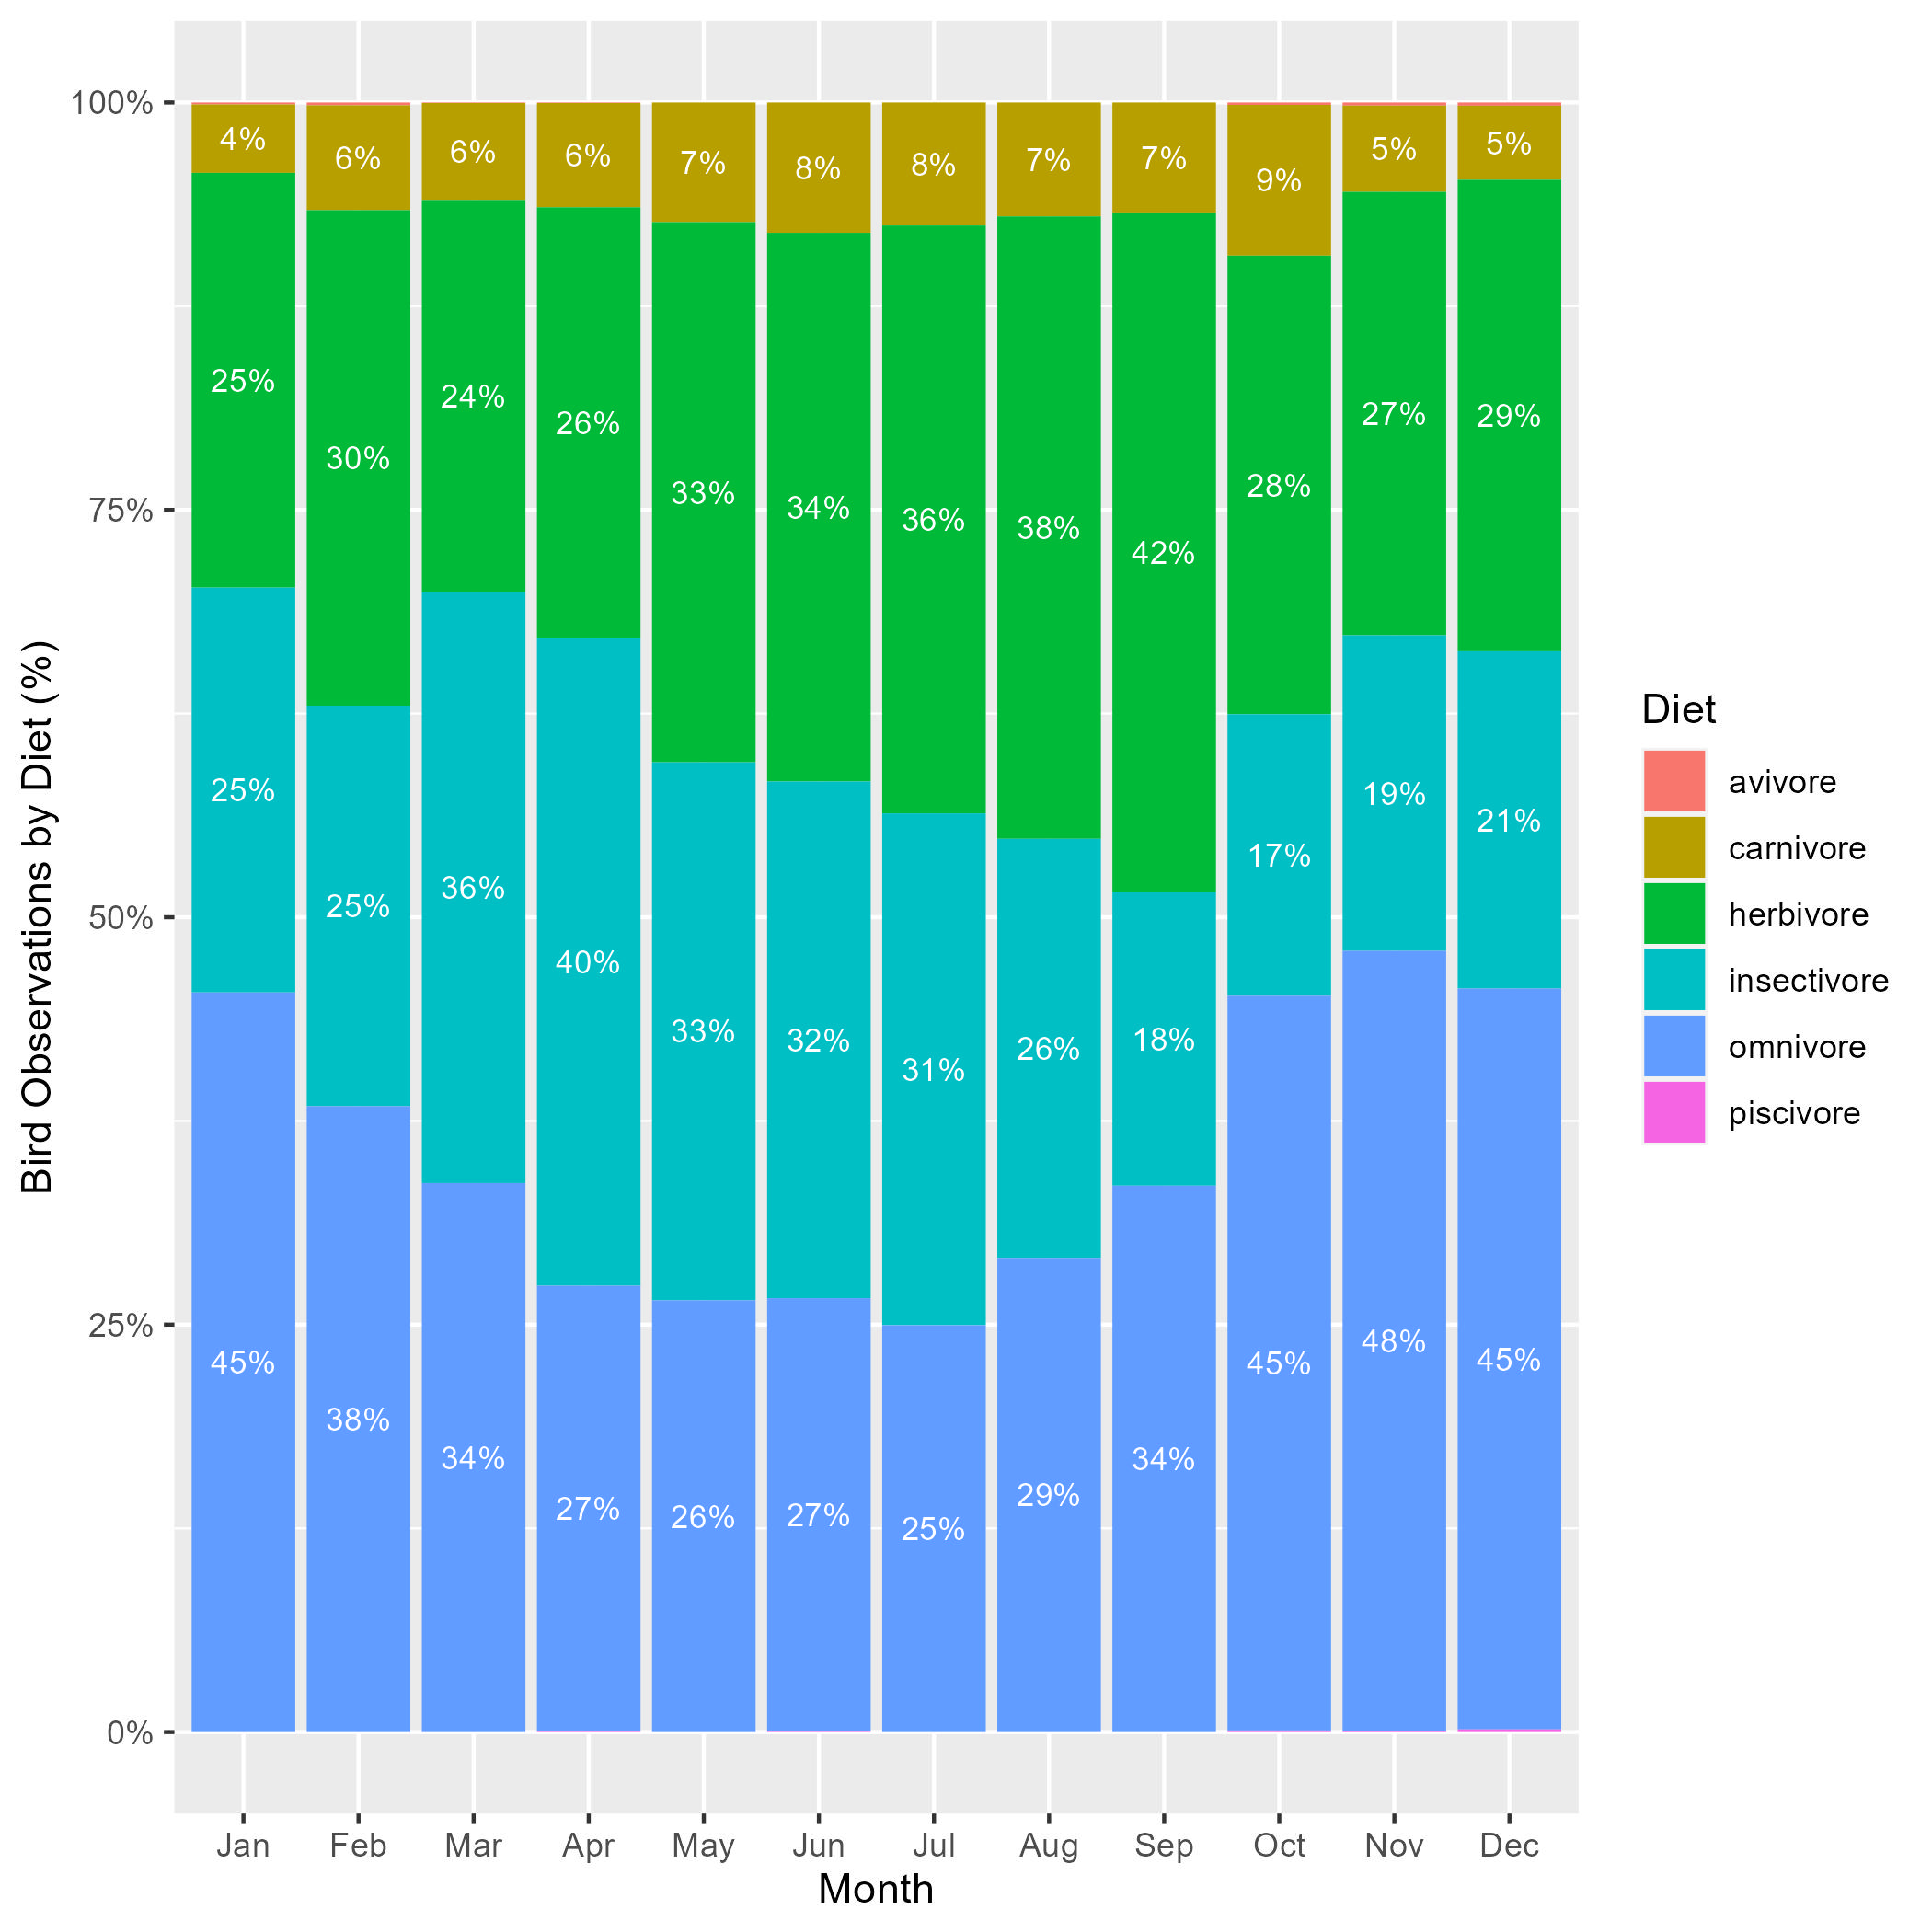 100%
75%
50%
25%
0%
Bird Observations by Diet (%)
4% 6% 6% 6% 7% 8% 8% 7% 7% 9% 5% 5%
25% 30% 24% 26% 33% 34% 36% 38% 42% 28% 27% 29%
25% 25% 36% 40% 33% 32% 31% 26% 18% 17% 19% 21%
45% 38% 34% 27% 26% 27% 25% 29% 34% 45% 48% 45%
Jan Feb Mar Apr May Jun Jul Aug Sep Oct Nov Dec
Month
Diet
avivore
carnivore
herbivore
insectivore
omnivore
piscivore